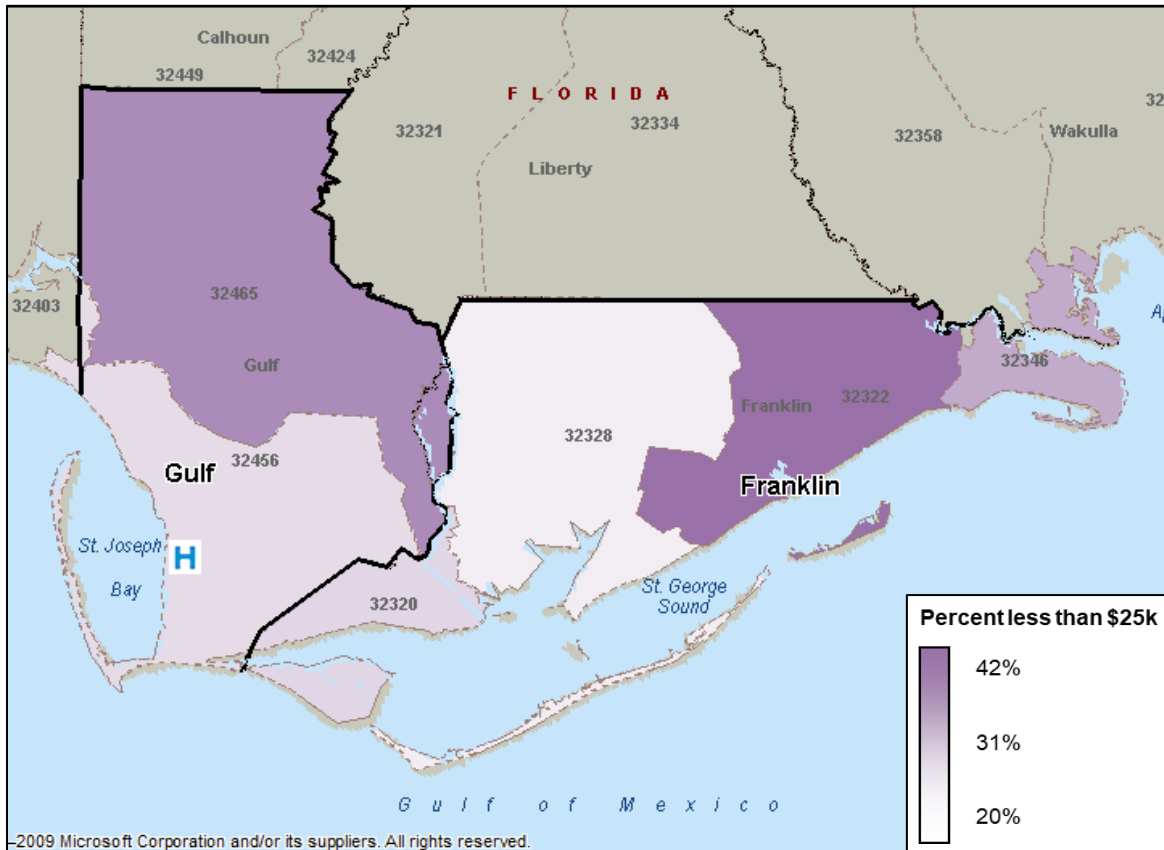 Calhoun
32424
32449
FLORIDA
32
32321
32334
32358
Wakulla
Liberty
32403
32465
Ap
Gulf
32346
Franklin
32322
32328
32456
Gulf
Franklin
St. Joseph
Bay
H
St. George
Sound
32320
Percent less than $25k
42%
31%
20%
Gulf of Mexico
2009 Microsoft Corporation and/or its suppliers. All rights reserved.